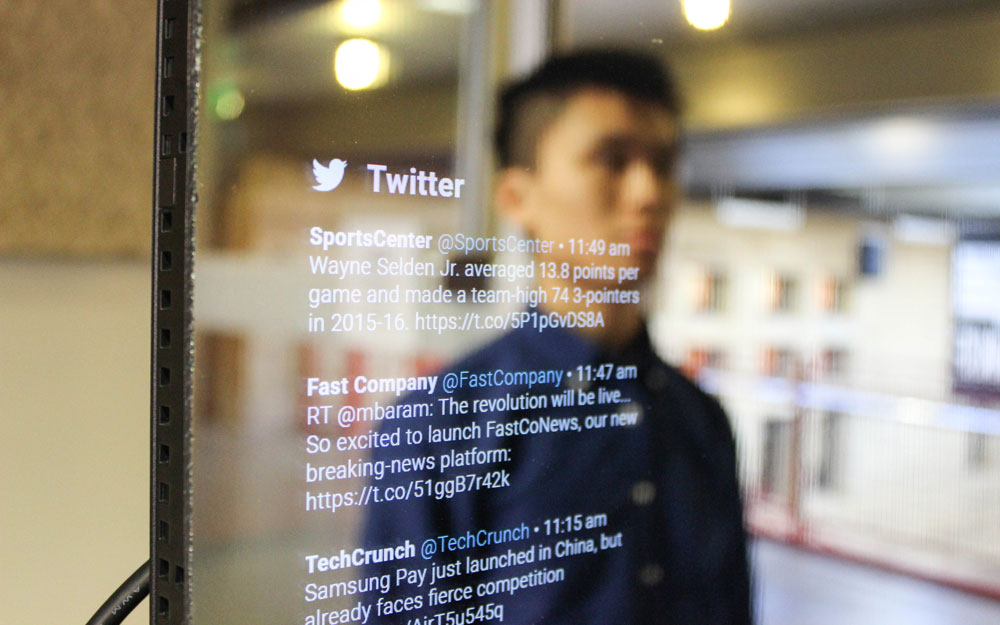 Twitter
SportsCenter @SportsCenter • 11:49 am
Wayne Selden Jr. averaged 13.8 points per
game and made a team-high 74 3-pointers
in 2015-16. https://t.co/5P1pGvDS8A
Fast Company @FastCompany • 11:47 am
RT @mbaram: The revolution will be live...
So excited to launch FastCoNews, our new
breaking-news platform:
https://t.co/51ggB7r42k
TechCrunch @TechCrunch • 11:15 am
Samsung Pay just launched in China, but
already faces fierce competition
/AirT5u545q